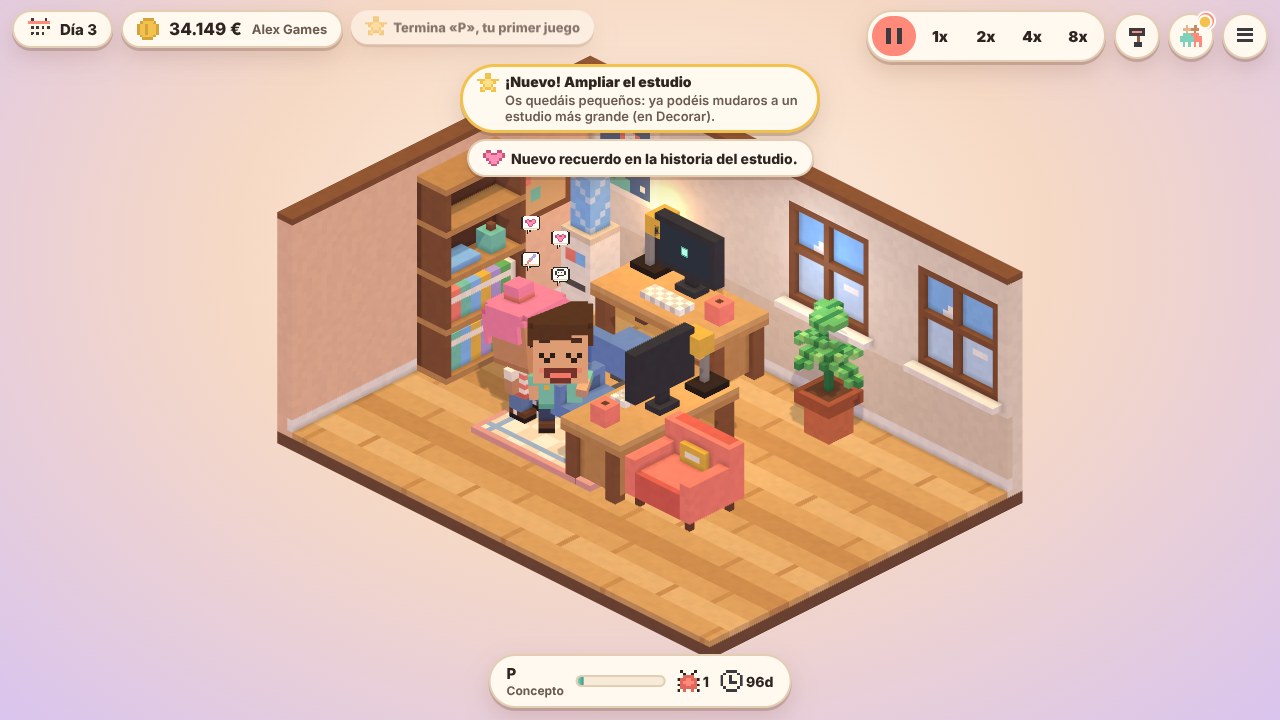 Día 3
34.149 € Alex Games
Termina «P», tu primer juego
1x 2x 4x 8x
¡Nuevo! Ampliar el estudio
Os quedáis pequeños: ya podéis mudaros a un
estudio más grande (en Decorar).
Nuevo recuerdo en la historia del estudio.
P
Concepto
1
96d